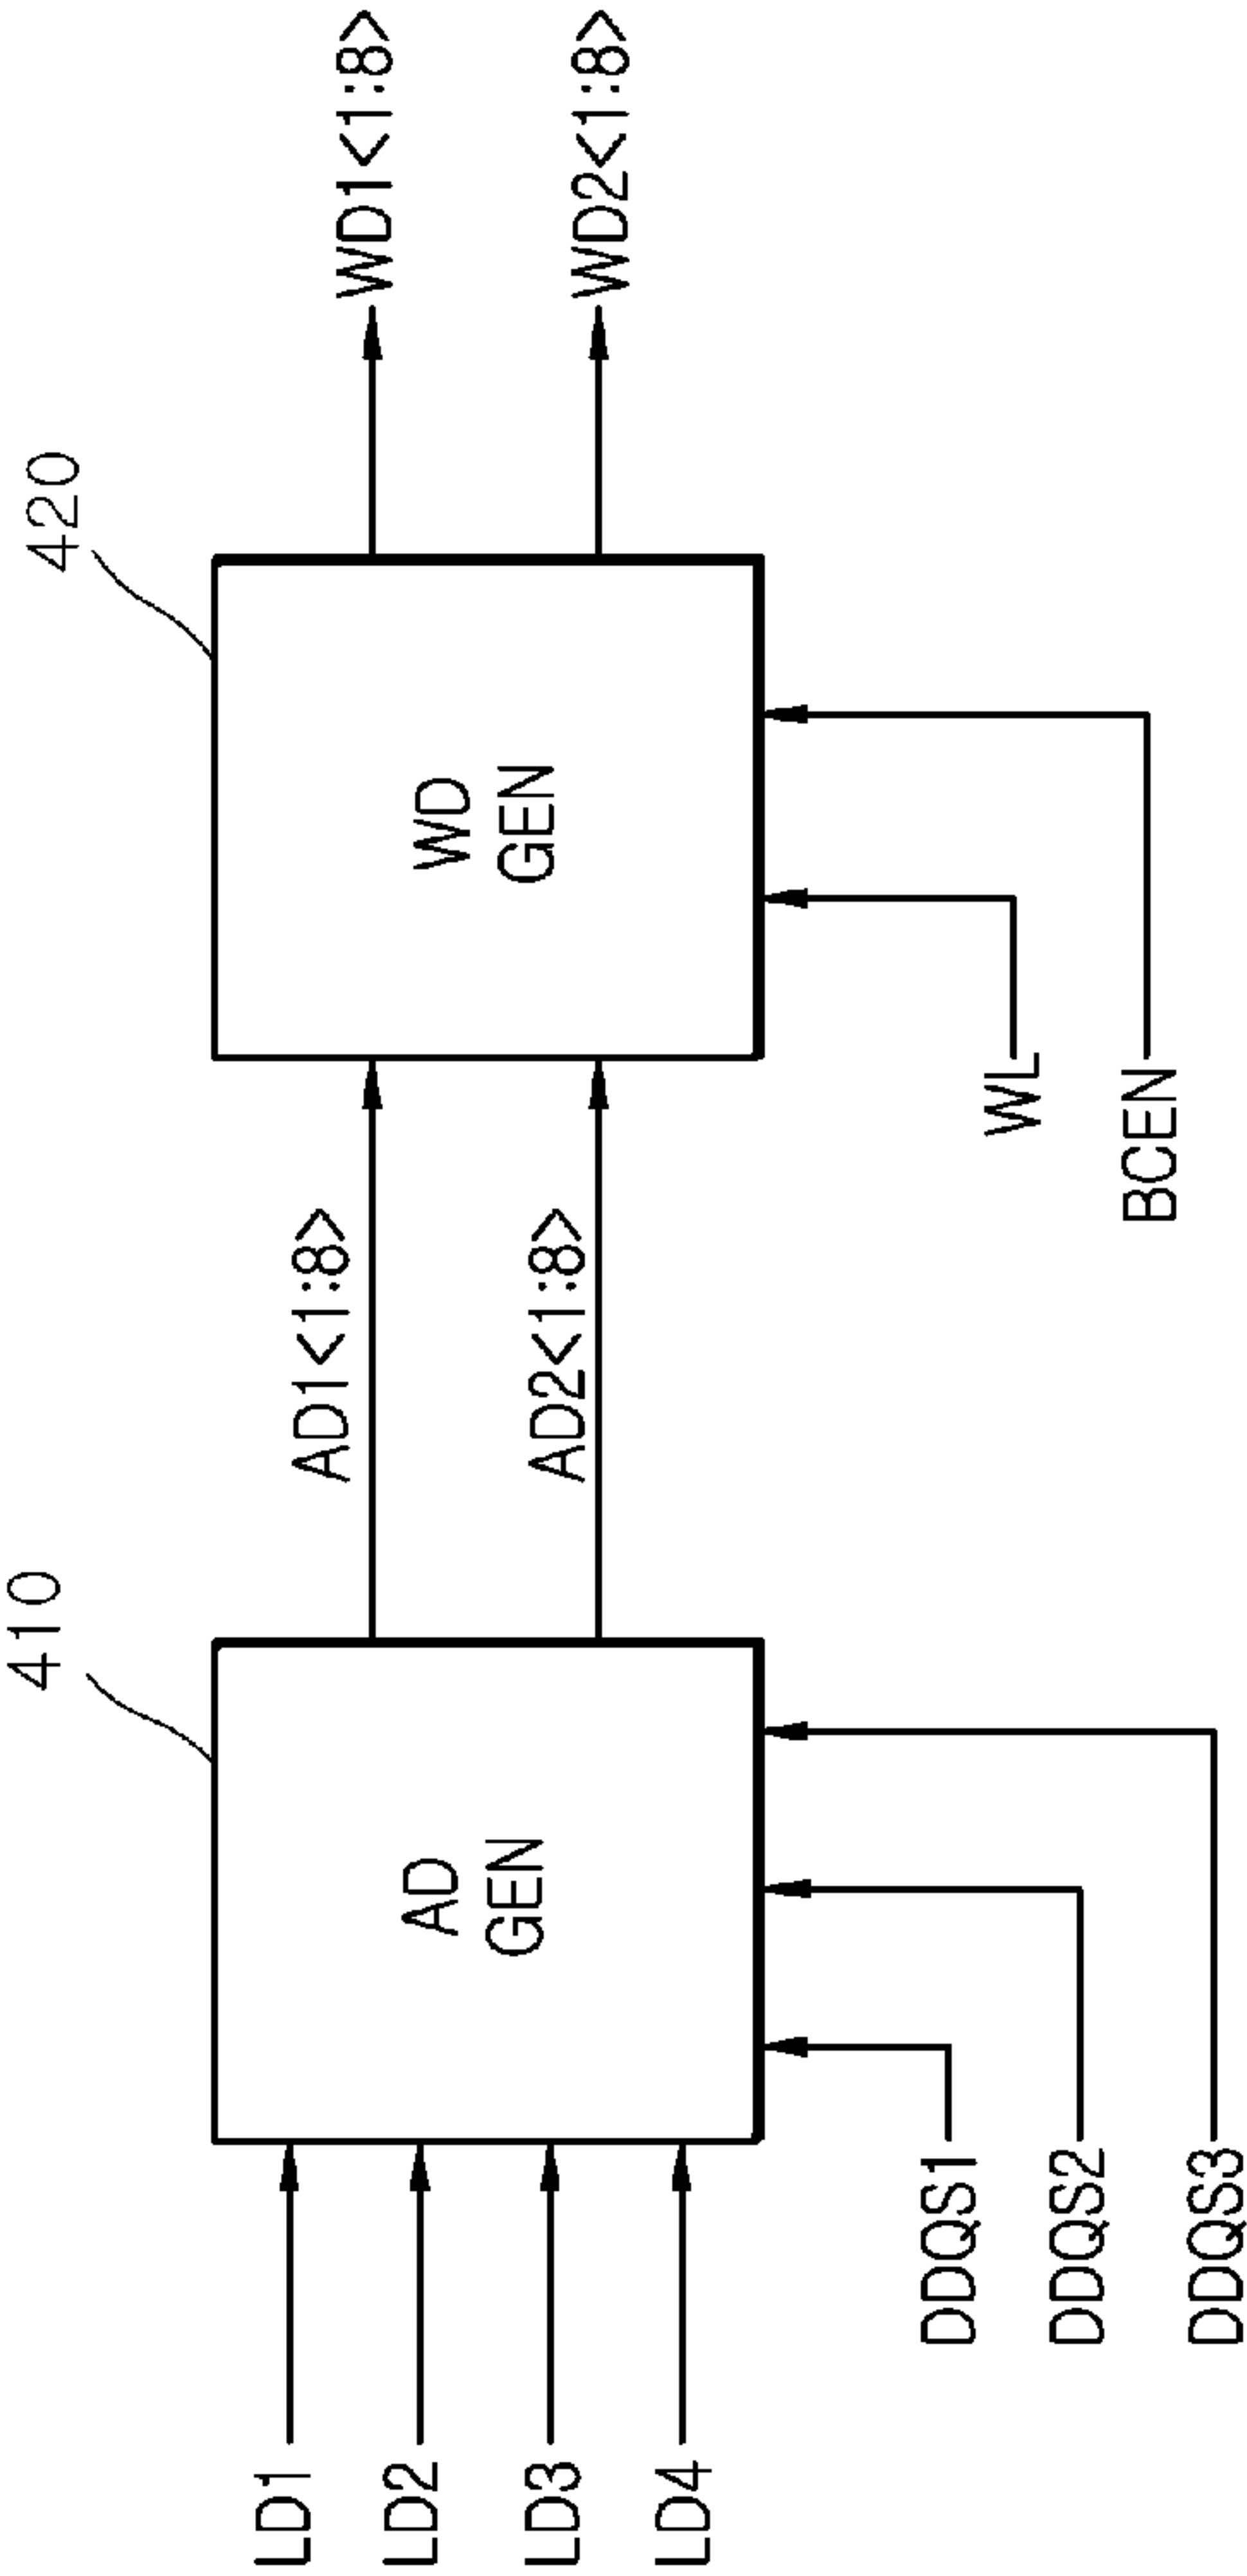 410
420
LD1
LD2
LD3
LD4
AD
GEN
AD1<1:8>
AD2<1:8>
WD
GEN
WD1<1:8>
WD2<1:8>
DDQS1
DDQS2
DDQS3
WL
BCEN